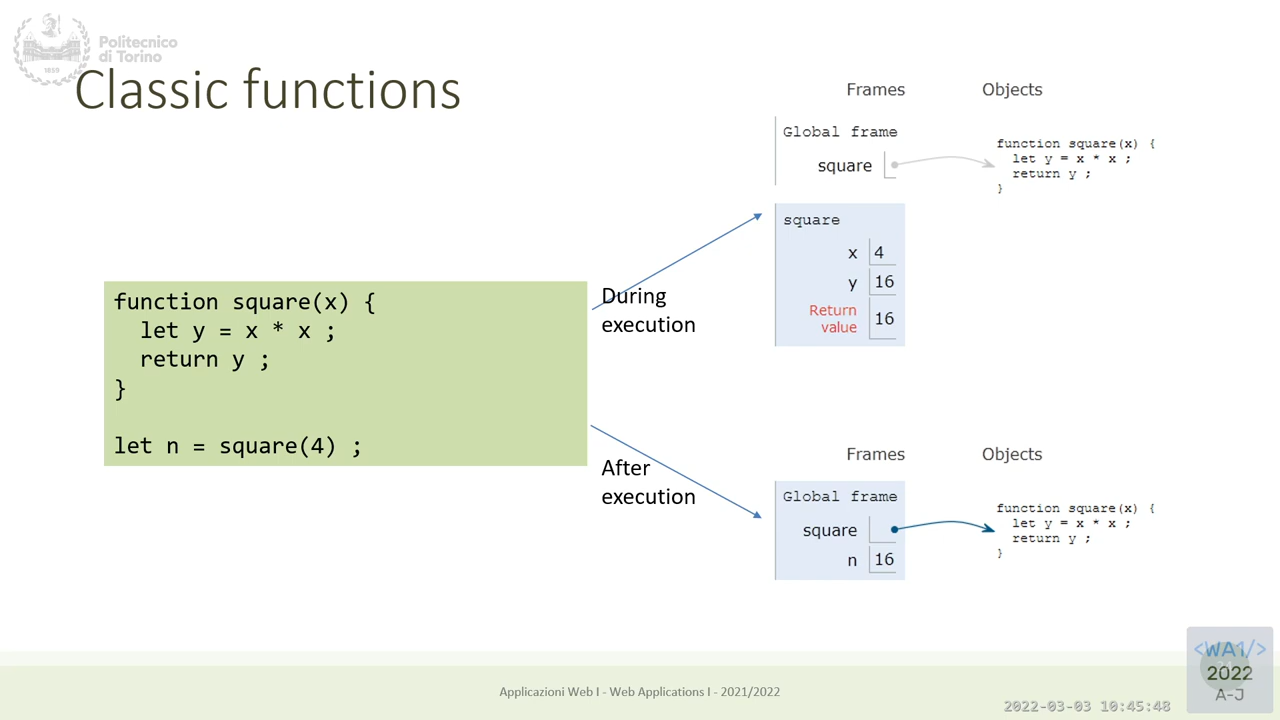 Politecnico
di Torino
1859
Classic functions
function square(x) {
let y = x * x ;
return y ;
}
let n = square(4) ;
During
execution
After
execution
Frames Objects
Global frame
square
function square(x) {
let y = x * x ;
return y ;
}
square
x 4
y 16
Return
value 16
Frames Objects
Global frame
square
n 16
function square(x) {
let y = x * x ;
return y ;
}
Applicazioni Web I - Web Applications I - 2021/2022
<WA1/>
2022
A-J
2022-03-03 10:45:48